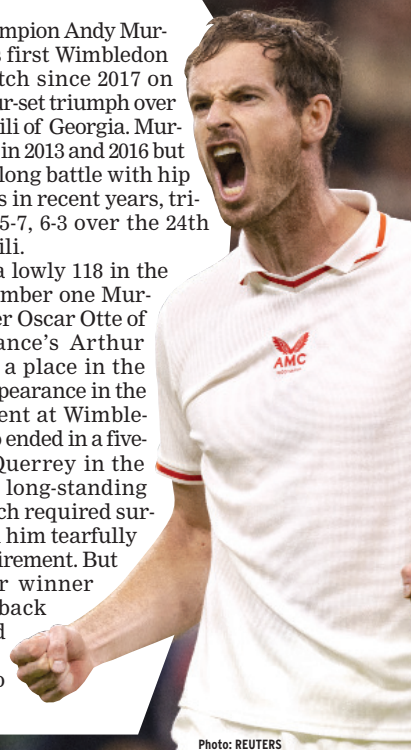 mpion Andy Mur-
s first Wimbledon
tch since 2017 on
ur-set triumph over
ili of Georgia. Mur-
in 2013 and 2016 but
long battle with hip
s in recent years, tri-
5-7, 6-3 over the 24th
ili.
a lowly 118 in the
mber one Mur-
er Oscar Otte of
ance's Arthur
a place in the
pearance in the
ent at Wimble-
o ended in a five-
Querrey in the
long-standing
ch required sur-
him tearfully
irement. But
r winner
back
d
o
AMC
Photo: REUTERS